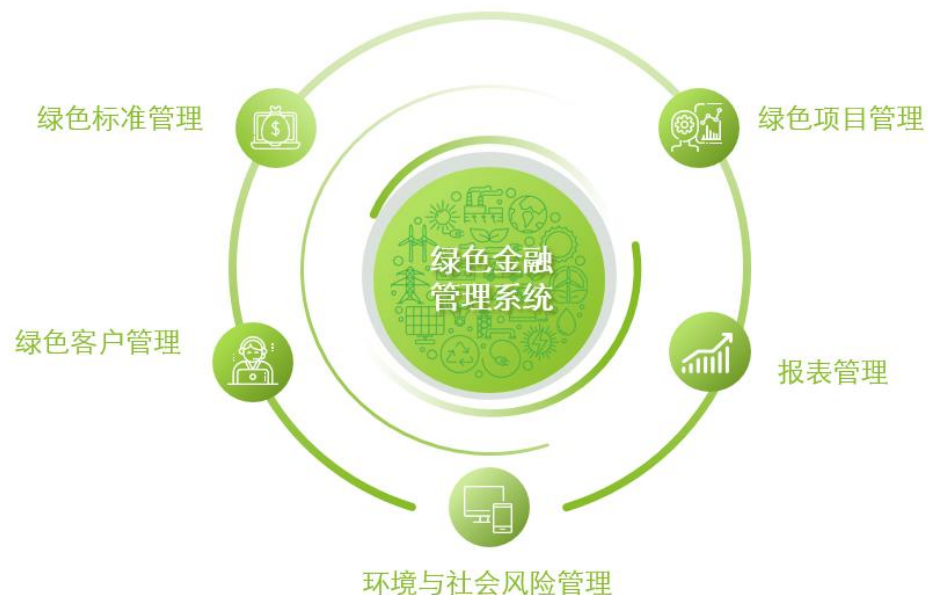 绿色标准管理
绿色项目管理
绿色金融
管理系统
绿色客户管理
报表管理
环境与社会风险管理